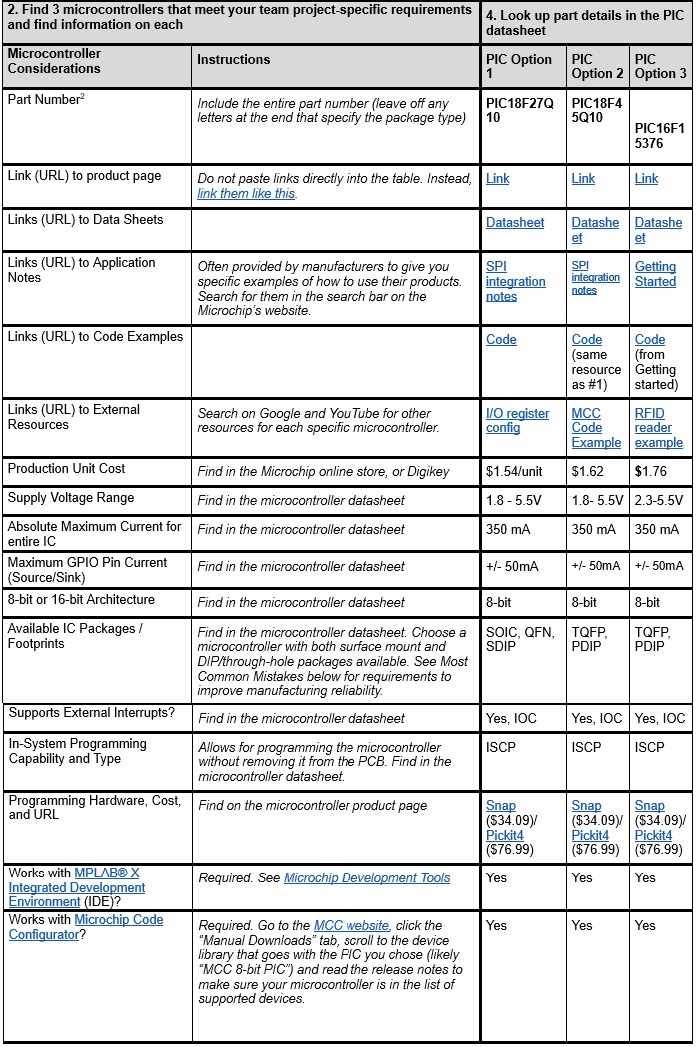 2. Find 3 microcontrollers that meet your team project-specific requirements
and find information on each
4. Look up part details in the PIC
datasheet
Microcontroller
Considerations
Instructions
PIC Option
1
PIC
Option 2
PIC
Option 3
Part Number2
Include the entire part number (leave off any
letters at the end that specify the package type)
PIC18F27Q
10
PIC18F4
5Q10
PIC16F1
5376
Link (URL) to product page
Do not paste links directly into the table. Instead,
link them like this.
Link
Link
Link
Links (URL) to Data Sheets
Datasheet
Datashe
et
Datashe
et
Links (URL) to Application
Notes
Often provided by manufacturers to give you
specific examples of how to use their products.
Search for them in the search bar on the
Microchip's website.
SPI
integration
notes
SPI
integration
notes
Getting
Started
Links (URL) to Code Examples
Code
Code
(same
resource
as #1)
Code
(from
Getting
started)
Links (URL) to External
Resources
Search on Google and YouTube for other
resources for each specific microcontroller.
I/O register
config
MCC
Code
Example
RFID
reader
example
Production Unit Cost
Find in the Microchip online store, or Digikey
$1.54/unit
$1.62
$1.76
Supply Voltage Range
Find in the microcontroller datasheet
1.8 - 5.5V
1.8- 5.5V
2.3-5.5V
Absolute Maximum Current for
entire IC
Find in the microcontroller datasheet
350 mA
350 mA
350 mA
Maximum GPIO Pin Current
(Source/Sink)
Find in the microcontroller datasheet
+/- 50mA
+/- 50mA
+/- 50mA
8-bit or 16-bit Architecture
Find in the microcontroller datasheet
8-bit
8-bit
8-bit
Available IC Packages /
Footprints
Find in the microcontroller datasheet. Choose a
microcontroller with both surface mount and
DIP/through-hole packages available. See Most
Common Mistakes below for requirements to
improve manufacturing reliability.
SOIC, QFN,
SDIP
TQFP,
PDIP
TQFP,
PDIP
Supports External Interrupts?
Find in the microcontroller datasheet
Yes, IOC
Yes, IOC
Yes, IOC
In-System Programming
Capability and Type
Allows for programming the microcontroller
without removing it from the PCB. Find in the
microcontroller datasheet.
ISCP
ISCP
ISCP
Programming Hardware, Cost,
and URL
Find on the microcontroller product page
Snap
($34.09)/
Pickit4
($76.99)
Snap
($34.09)/
Pickit4
($76.99)
Snap
($34.09)/
Pickit4
($76.99)
Works with MPLAB® X
Integrated Development
Environment (IDE)?
Required. See Microchip Development Tools
Yes
Yes
Yes
Works with Microchip Code
Configurator?
Required. Go to the MCC website, click the
"Manual Downloads" tab, scroll to the device
library that goes with the PIC you chose (likely
"MCC 8-bit PIC") and read the release notes to
make sure your microcontroller is in the list of
supported devices.
Yes
Yes
Yes